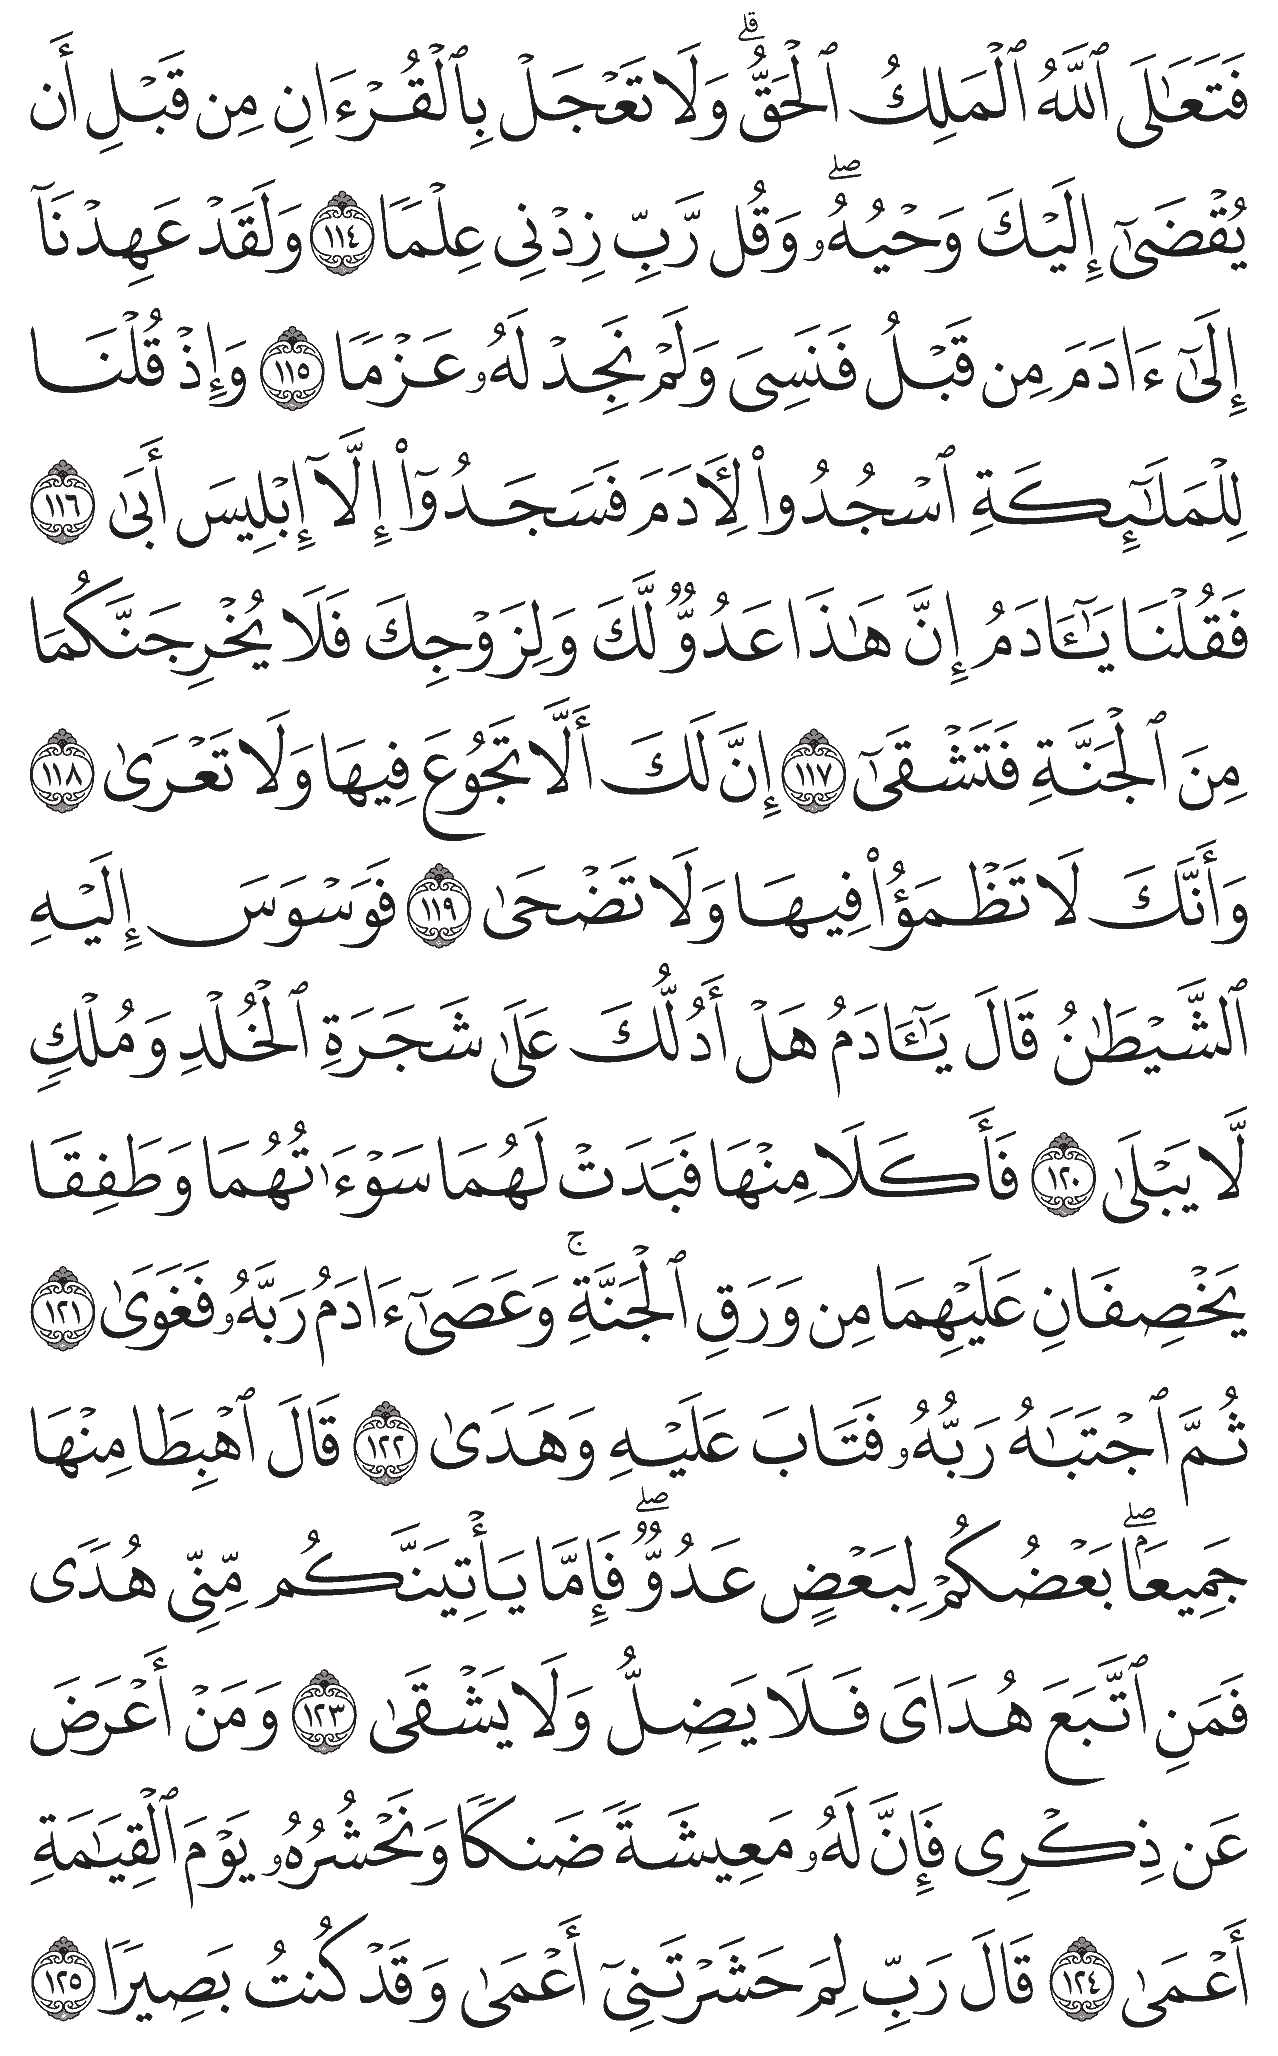 فَتَعَٰلَى ٱللَّهُ ٱلْمَلِكُ ٱلْحَقُّ ۗ وَلَا تَعْجَلْ بِٱلْقُرْءَانِ مِن قَبْلِ أَن
يُقْضَىٰٓ إِلَيْكَ وَحْيُهُۥ ۖ وَقُل رَّبِّ زِدْنِى عِلْمًا ١١٤ وَلَقَدْ عَهِدْنَآ
إِلَىٰٓ ءَادَمَ مِن قَبْلُ فَنَسِىَ وَلَمْ نَجِدْ لَهُۥ عَزْمًا ١١٥ وَإِذْ قُلْنَا
لِلْمَلَٰٓئِكَةِ ٱسْجُدُوا۟ لِـَٔادَمَ فَسَجَدُوٓا۟ إِلَّآ إِبْلِيسَ أَبَىٰ ١١٦
فَقُلْنَا يَٰٓـَٔادَمُ إِنَّ هَٰذَا عَدُوٌّ لَّكَ وَلِزَوْجِكَ فَلَا يُخْرِجَنَّكُمَا
مِنَ ٱلْجَنَّةِ فَتَشْقَىٰٓ ١١٧ إِنَّ لَكَ أَلَّا تَجُوعَ فِيهَا وَلَا تَعْرَىٰ ١١٨
وَأَنَّكَ لَا تَظْمَؤُا۟ فِيهَا وَلَا تَضْحَىٰ ١١٩ فَوَسْوَسَ إِلَيْهِ
ٱلشَّيْطَٰنُ قَالَ يَٰٓـَٔادَمُ هَلْ أَدُلُّكَ عَلَىٰ شَجَرَةِ ٱلْخُلْدِ وَمُلْكٍ
لَّا يَبْلَىٰ ١٢٠ فَأَكَلَا مِنْهَا فَبَدَتْ لَهُمَا سَوْءَٰتُهُمَا وَطَفِقَا
يَخْصِفَانِ عَلَيْهِمَا مِن وَرَقِ ٱلْجَنَّةِ ۚ وَعَصَىٰٓ ءَادَمُ رَبَّهُۥ فَغَوَىٰ ١٢١
ثُمَّ ٱجْتَبَٰهُ رَبُّهُۥ فَتَابَ عَلَيْهِ وَهَدَىٰ ١٢٢ قَالَ ٱهْبِطَا مِنْهَا
جَمِيعًۢا ۖ بَعْضُكُمْ لِبَعْضٍ عَدُوٌّ ۖ فَإِمَّا يَأْتِيَنَّكُم مِّنِّى هُدًى
فَمَنِ ٱتَّبَعَ هُدَاىَ فَلَا يَضِلُّ وَلَا يَشْقَىٰ ١٢٣ وَمَنْ أَعْرَضَ
عَن ذِكْرِى فَإِنَّ لَهُۥ مَعِيشَةً ضَنكًا وَنَحْشُرُهُۥ يَوْمَ ٱلْقِيَٰمَةِ
أَعْمَىٰ ١٢٤ قَالَ رَبِّ لِمَ حَشَرْتَنِىٓ أَعْمَىٰ وَقَدْ كُنتُ بَصِيرًا ١٢٥